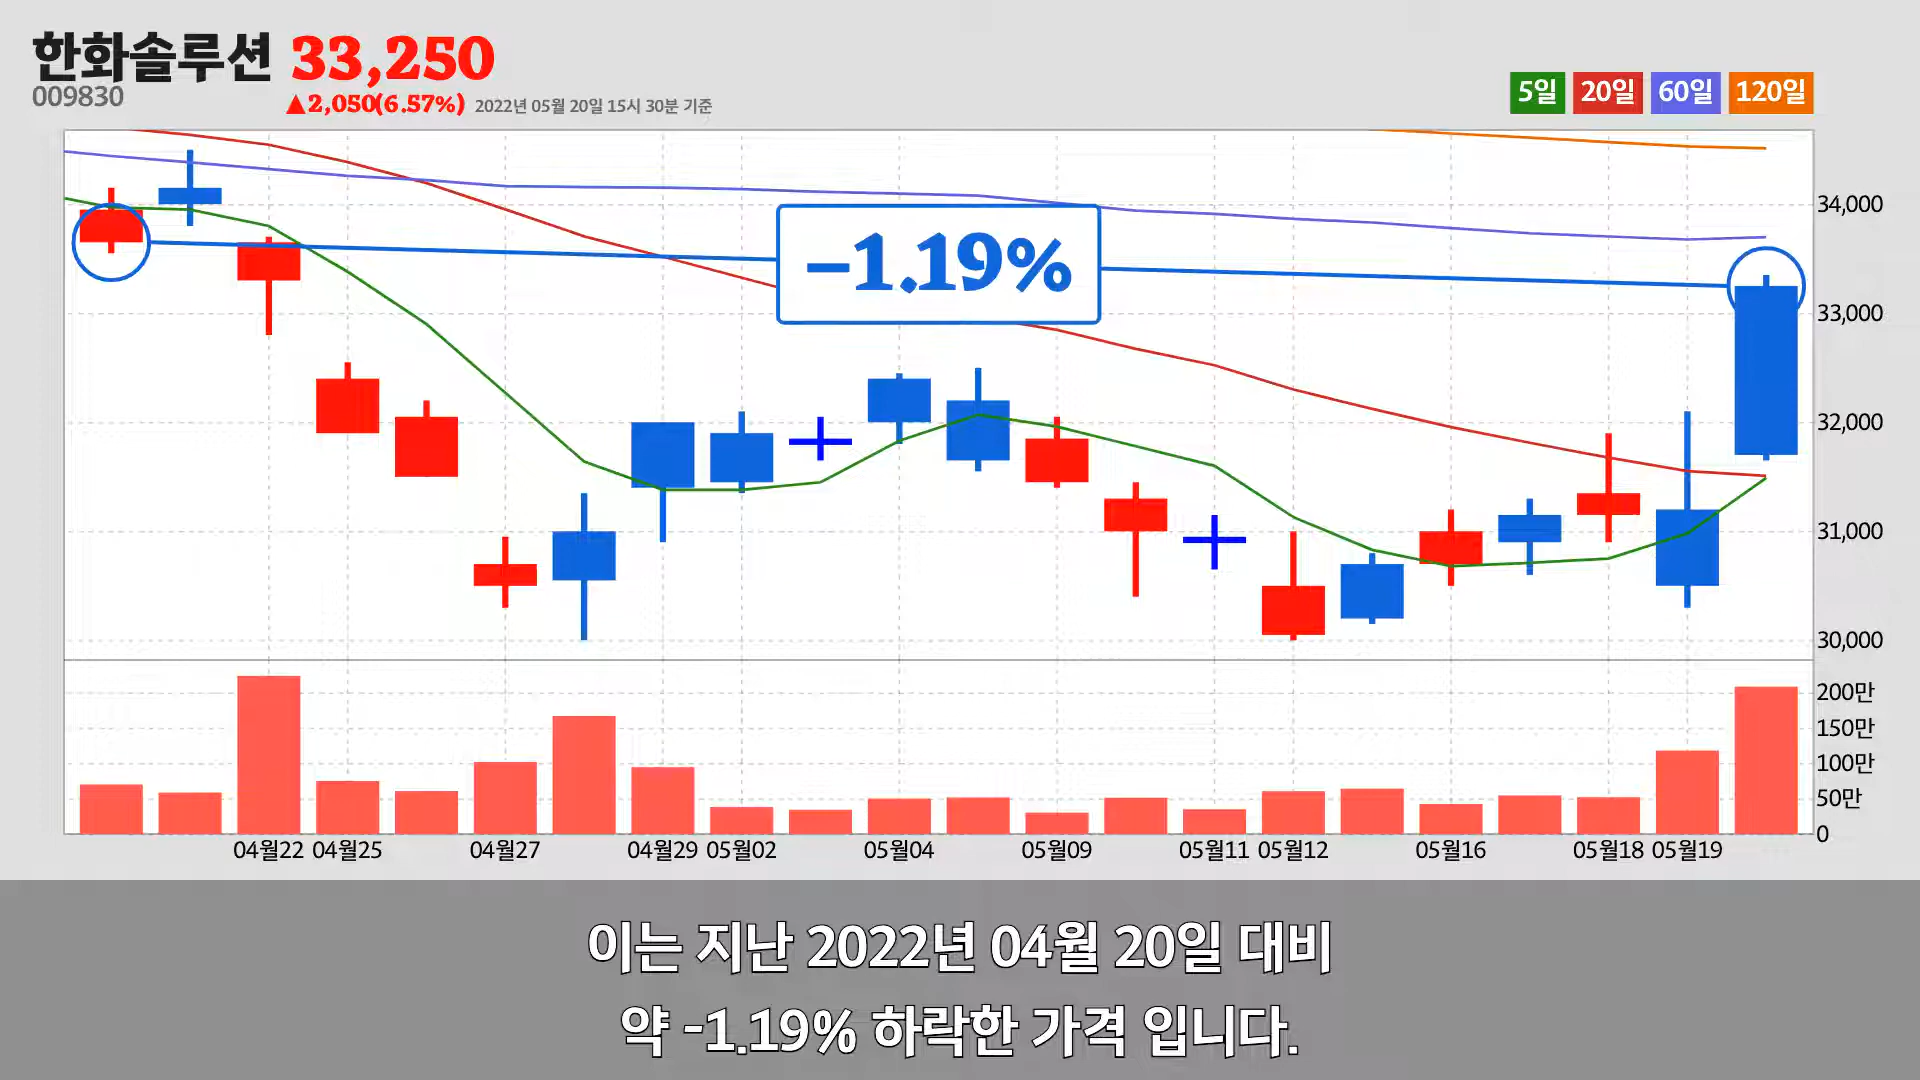 한화솔루션 33,250
009830
▲2,050(6.57%) 2022년 05월 20일 15시 30분 기준
5일 20일 60일 120일
-1.19%
34,000
33,000
32,000
31,000
30,000
200만
150만
100만
50만
0
04월22 04월25 04월27 04월29 05월02 05월04 05월09 05월11 05월12 05월16 05월18 05월19
이는 지난 2022년 04월 20일 대비
약 -1.19% 하락한 가격 입니다.